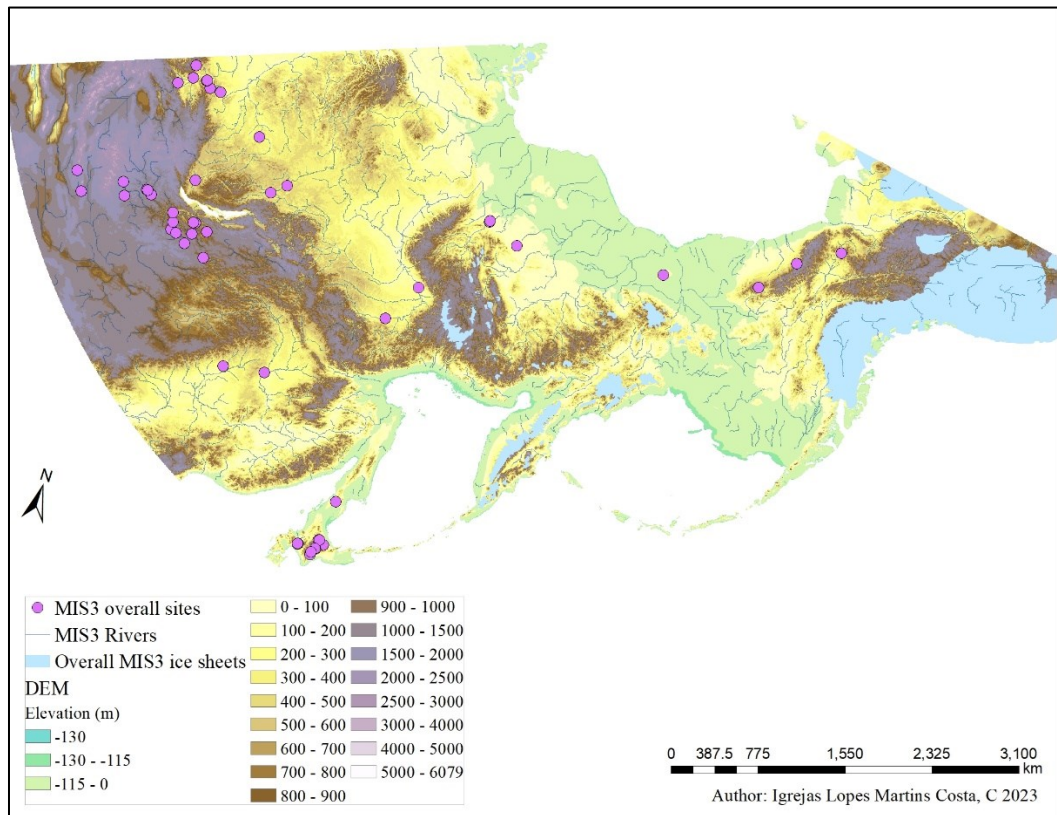 N
MIS3 overall sites
MIS3 Rivers
Overall MIS3 ice sheets
DEM
Elevation (m)
-130
-130 - -115
-115 - 0
0 - 100
100 - 200
200 - 300
300 - 400
400 - 500
500 - 600
600 - 700
700 - 800
800 - 900
900 - 1000
1000 - 1500
1500 - 2000
2000 - 2500
2500 - 3000
3000 - 4000
4000 - 5000
5000 - 6079
0 387.5 775 1,550 2,325 3,100
km
Author: Igrejas Lopes Martins Costa, C 2023